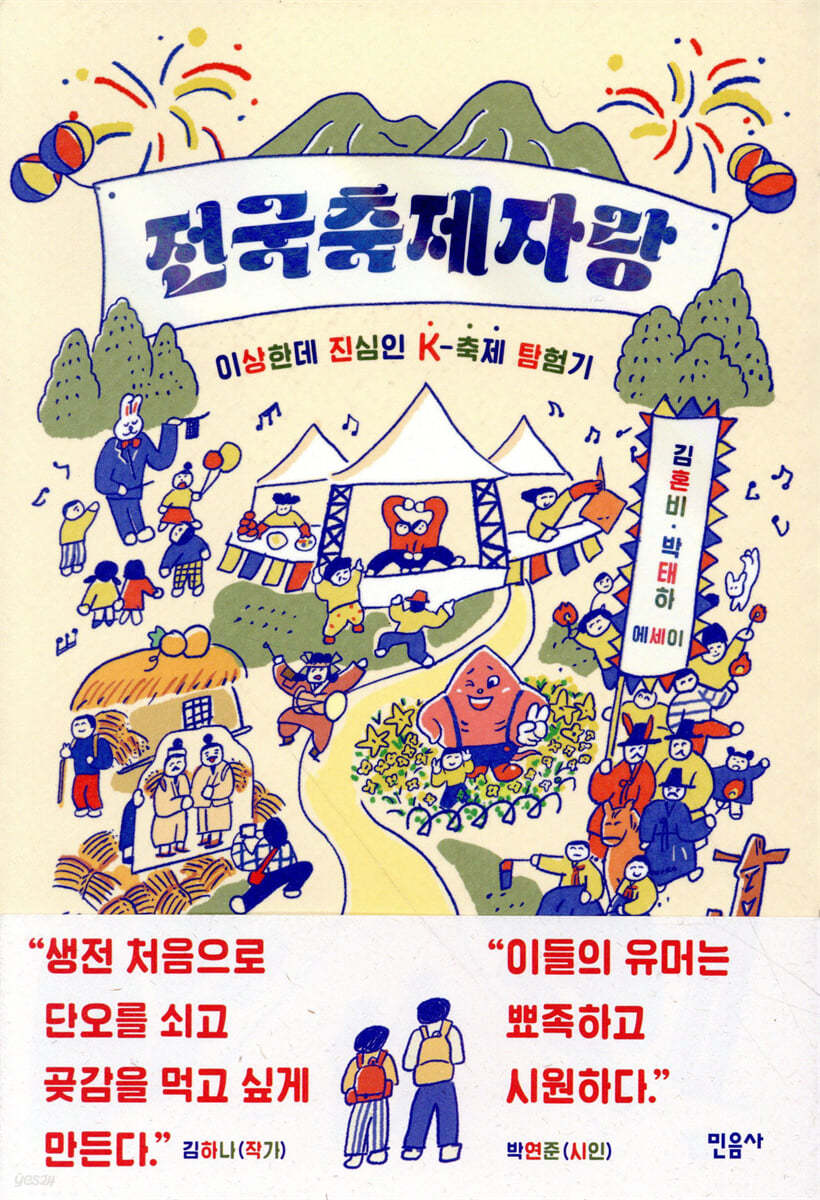 전국축제자랑
이상한데 진심인 K-축제 탐험기
김혼비·박태하 에세이
“생전 처음으로
단오를 쇠고
곶감을 먹고 싶게
만든다.” 김하나(작가)
“이들의 유머는
뾰족하고
시원하다.”
박연준(시인)
민음사
yes24